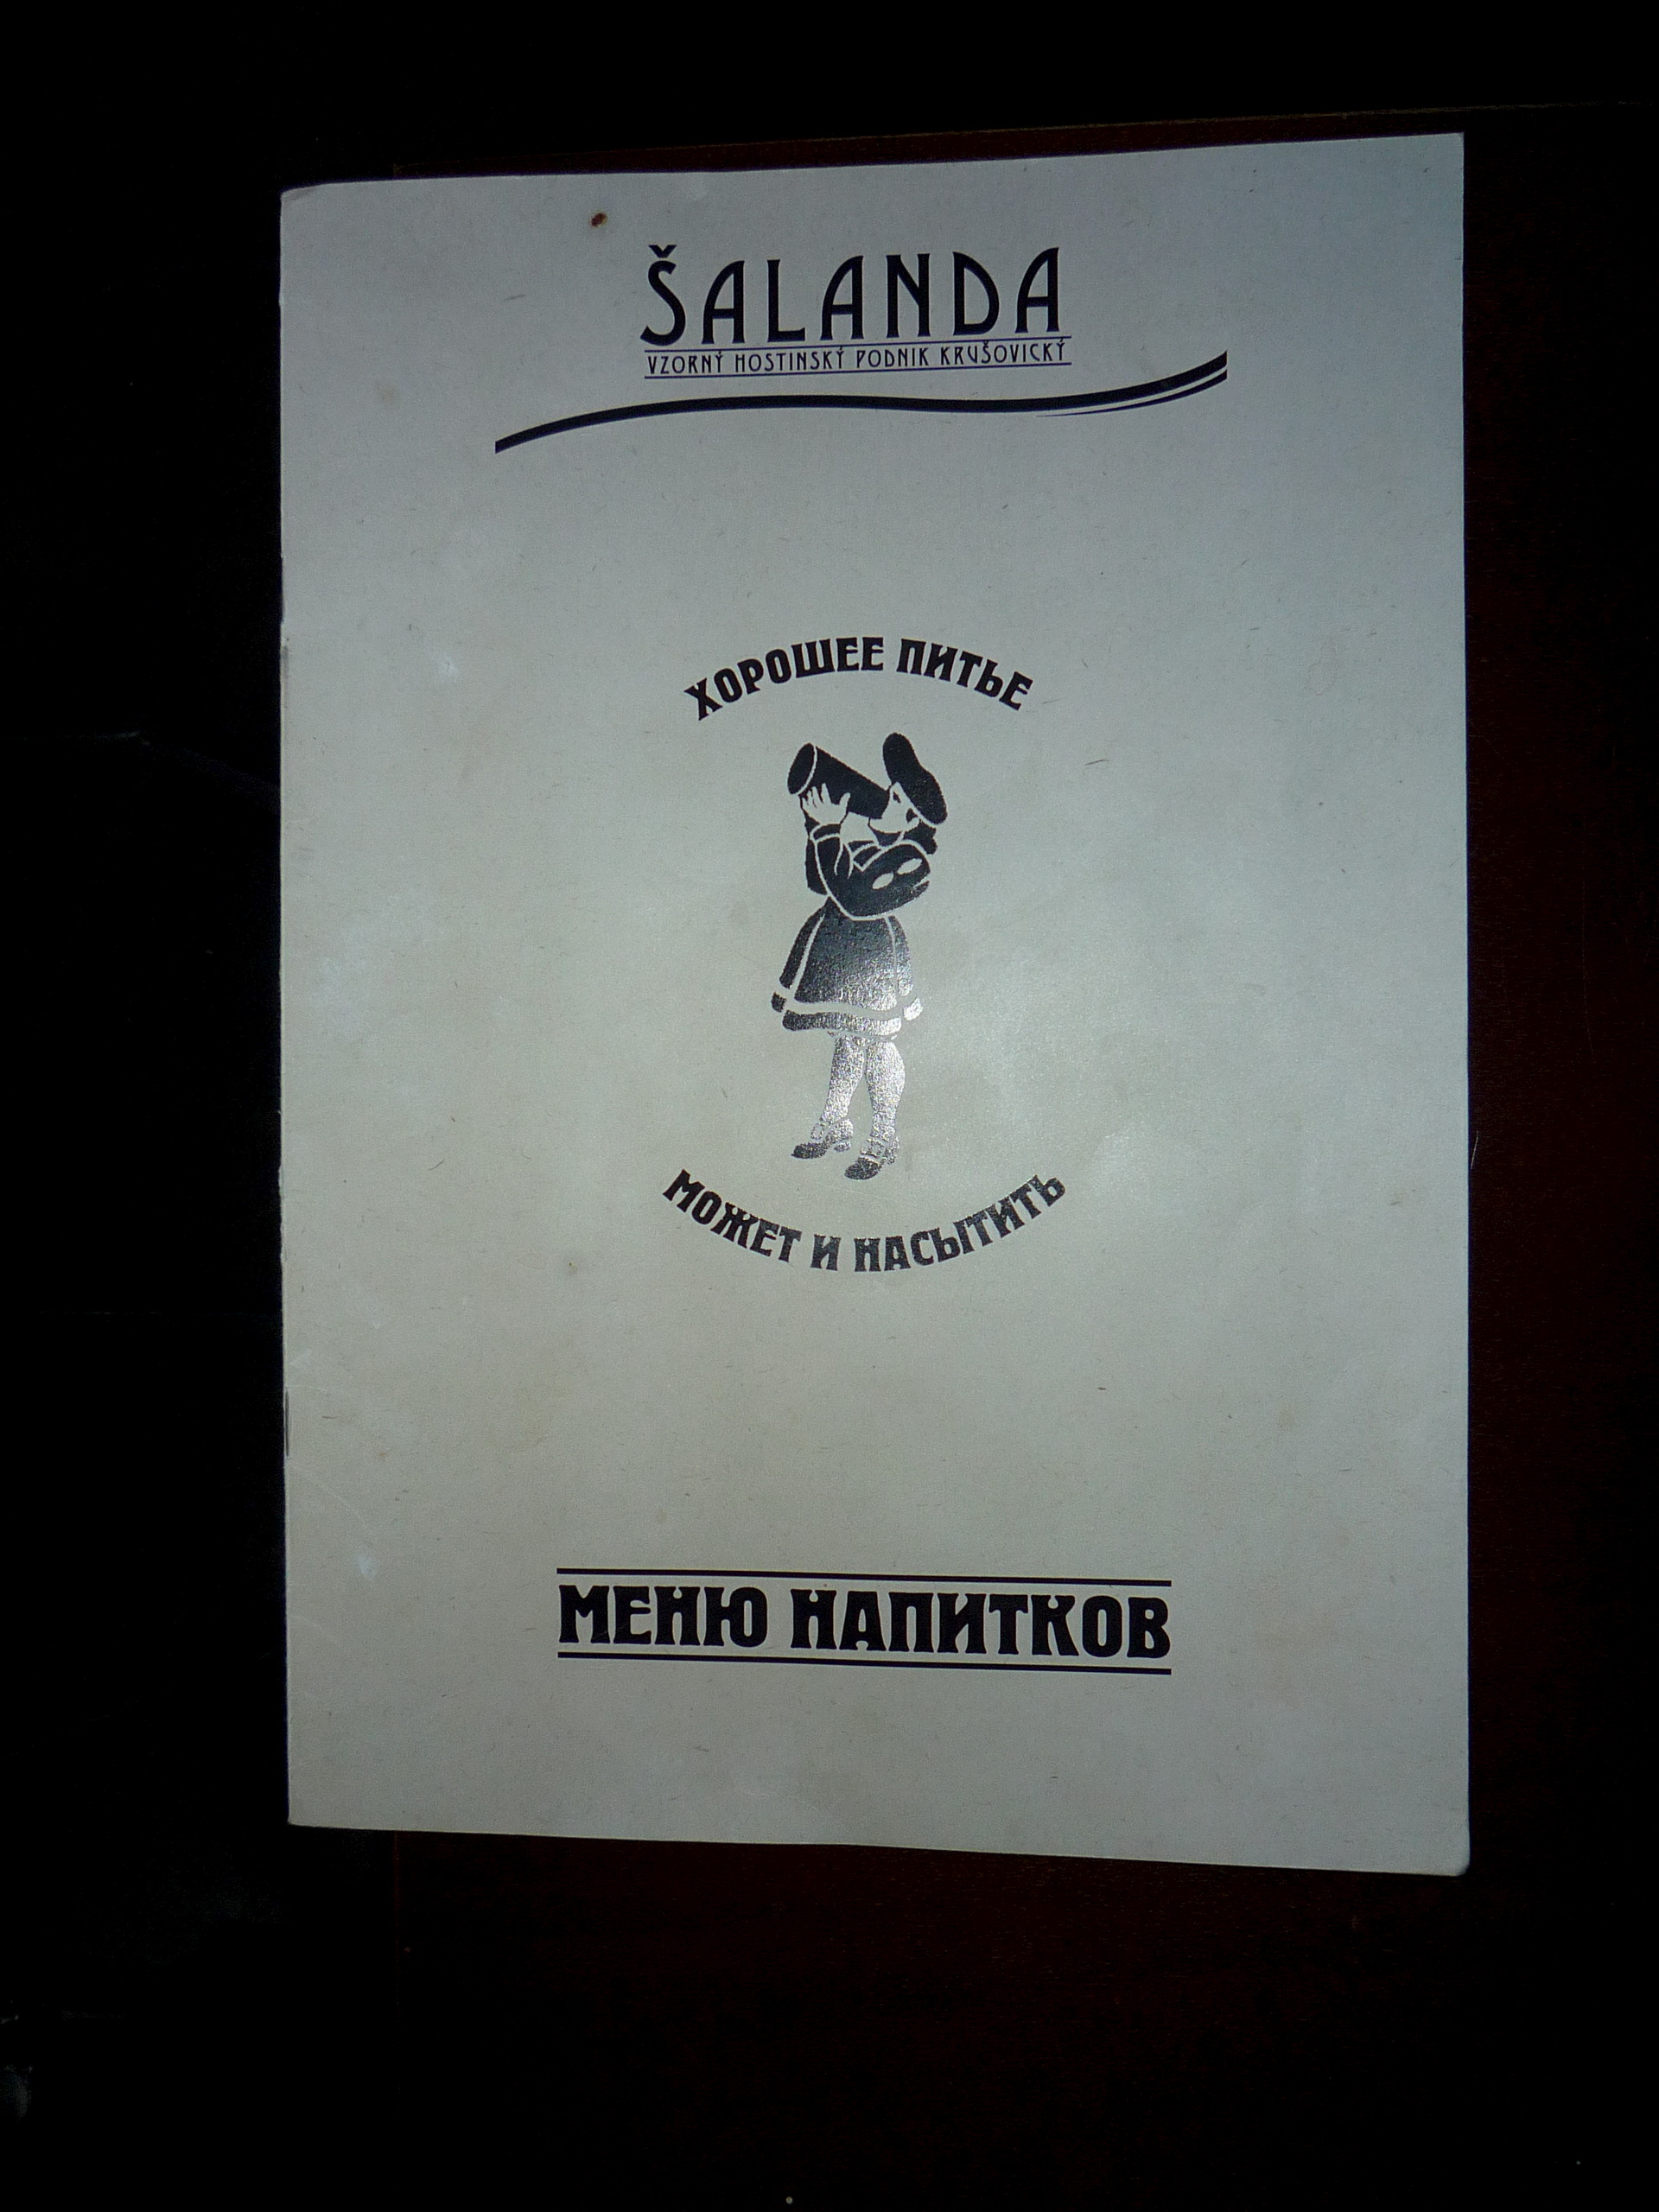 ŠALANDA
VZORNÝ HOSTINSKÝ PODNIK KRUŠOVICKÝ
ХОРОШЕЕ ПИТЬЕ
МОЖЕТ И НАСЫТИТЬ
МЕНЮ НАПИТКОВ